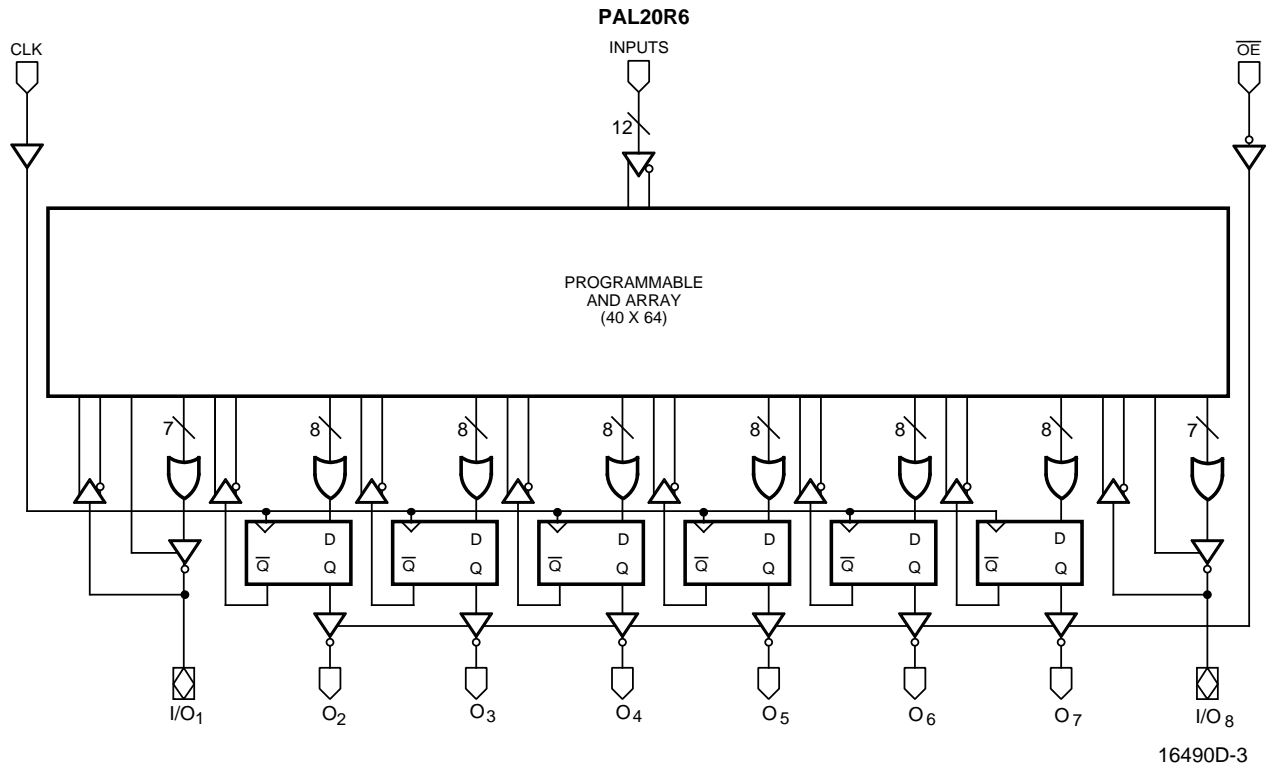 PAL20R6
CLK
INPUTS
O̅E̅
12
PROGRAMMABLE
AND ARRAY
(40 X 64)
7 8 8 8 8 8 8 7
D D D D D D
Q̅ Q Q̅ Q Q̅ Q Q̅ Q Q̅ Q Q̅ Q
I/O1 O2 O3 O4 O5 O6 O7 I/O8
16490D-3